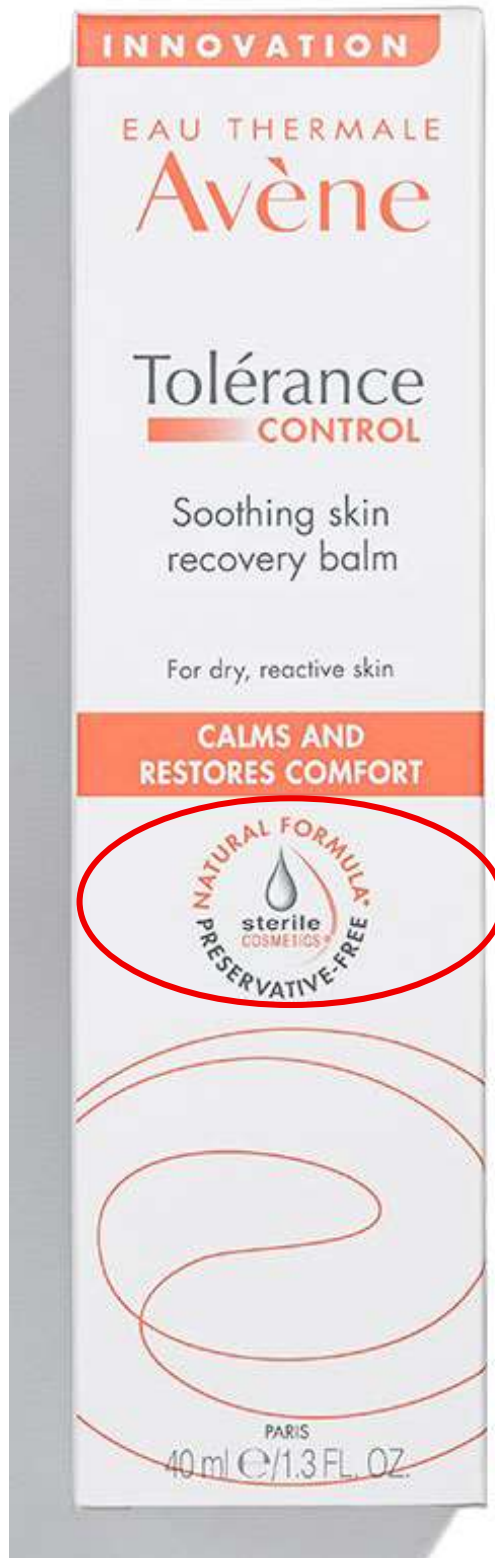 INNOVATION
EAU THERMALE
Avène
Tolérance
CONTROL
Soothing skin
recovery balm
For dry, reactive skin
CALMS AND
RESTORES COMFORT
NATURAL FORMULA*
sterile
COSMETICS®
PRESERVATIVE-FREE
PARIS
40 ml ℮/1.3 FL. OZ.